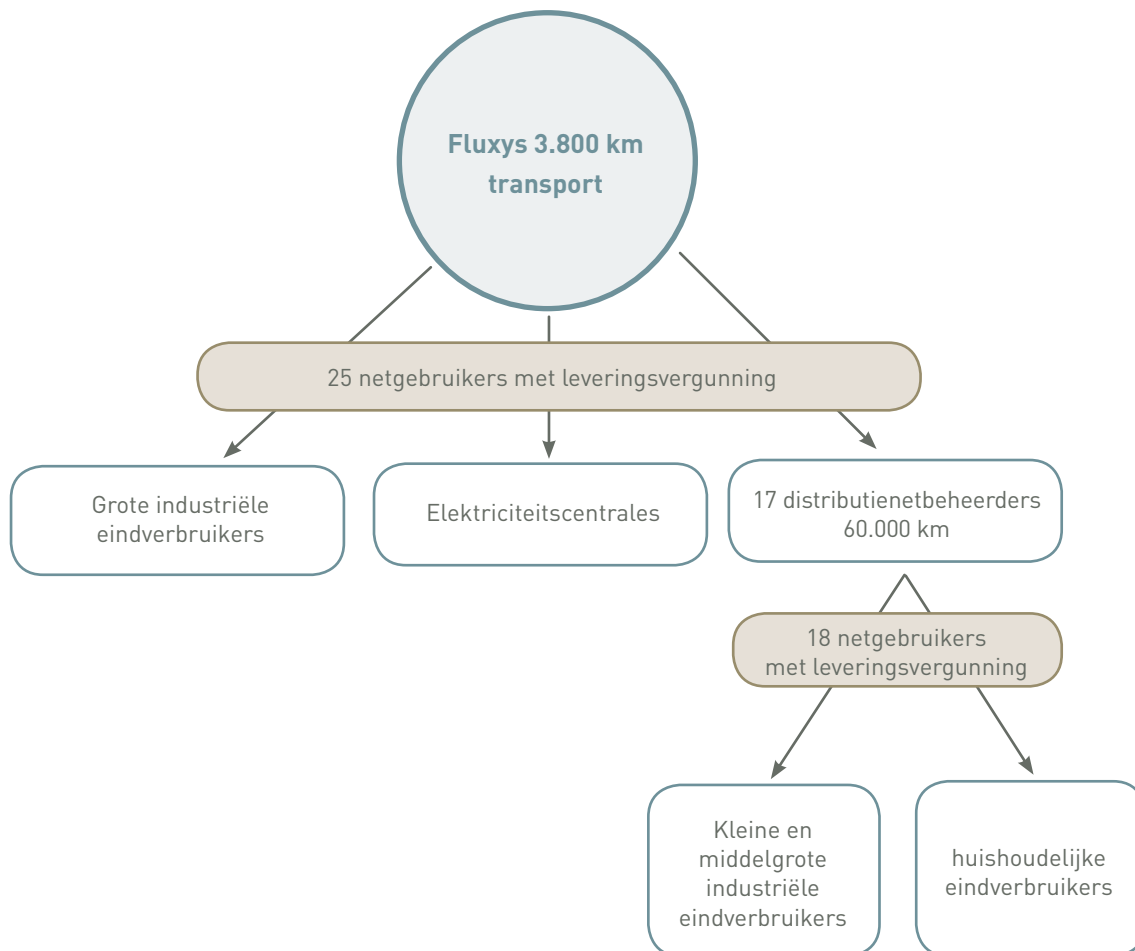 Fluxys 3.800 km
transport
25 netgebruikers met leveringsvergunning
Grote industriële
eindverbruikers
Elektriciteitscentrales
17 distributienetbeheerders
60.000 km
18 netgebruikers
met leveringsvergunning
Kleine en
middelgrote
industriële
eindverbruikers
huishoudelijke
eindverbruikers